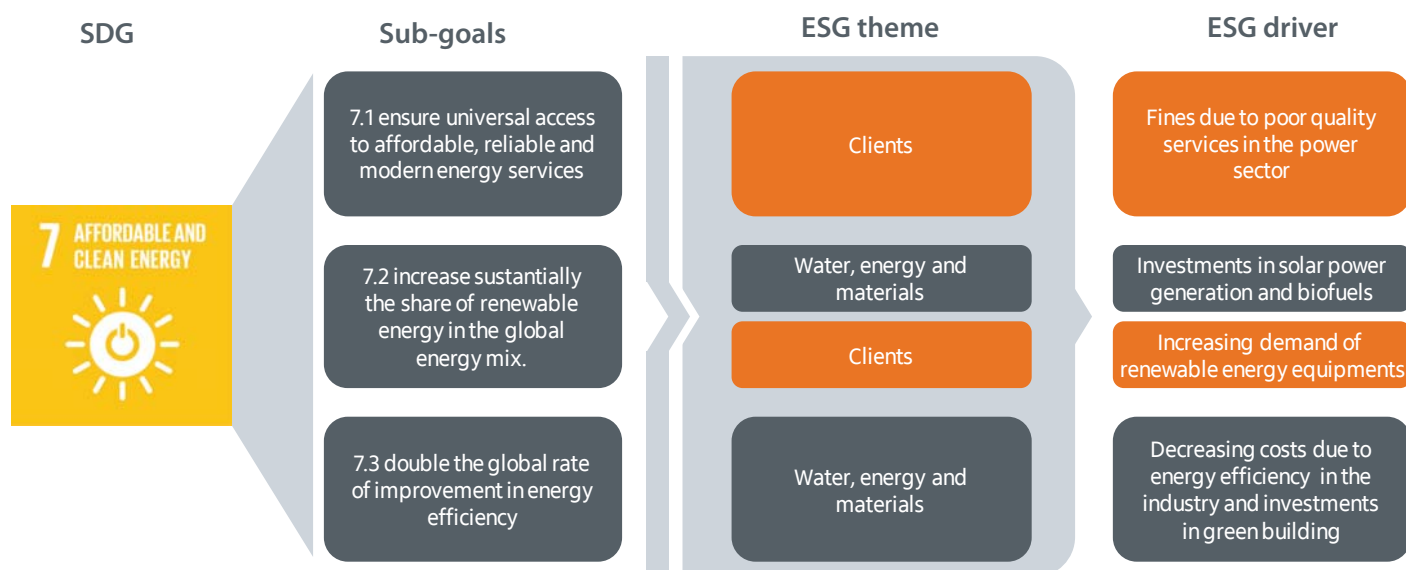 SDG
Sub-goals
ESG theme
ESG driver
7 AFFORDABLE AND
CLEAN ENERGY
7.1 ensure universal access
to affordable, reliable and
modern energy services
Clients
Fines due to poor quality
services in the power
sector
7.2 increase sustantially
the share of renewable
energy in the global
energy mix.
Water, energy and
materials
Investments in solar power
generation and biofuels
Clients
Increasing demand of
renewable energy equipments
7.3 double the global rate
of improvement in energy
efficiency
Water, energy and
materials
Decreasing costs due to
energy efficiency in the
industry and investments
in green building